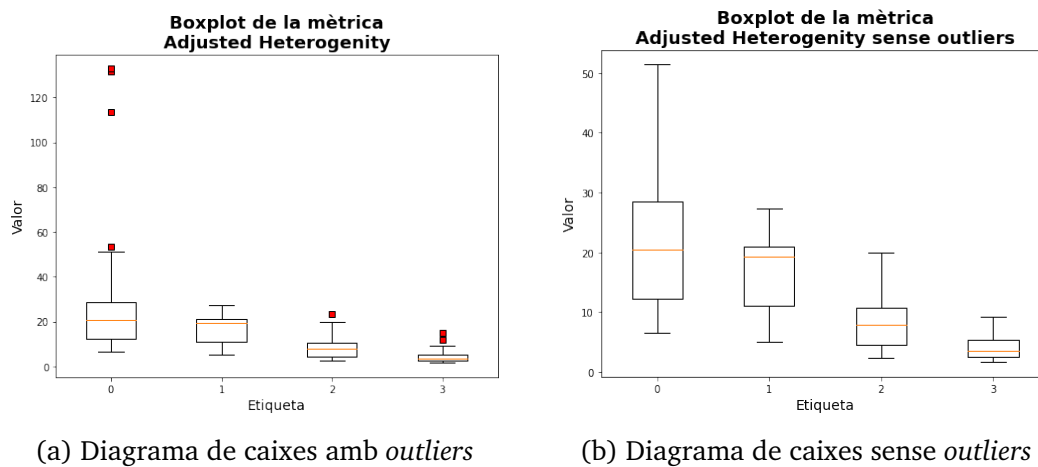 Boxplot de la mètrica
Adjusted Heterogenity
Valor
120
100
80
60
40
20
0
0 1 2 3
Etiqueta
(a) Diagrama de caixes amb outliers
Boxplot de la mètrica
Adjusted Heterogenity sense outliers
Valor
50
40
30
20
10
0
0 1 2 3
Etiqueta
(b) Diagrama de caixes sense outliers